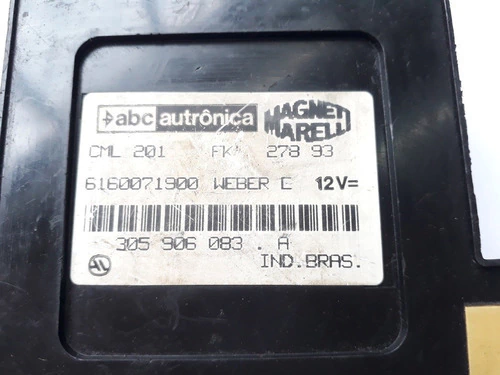 abc autrônica MAGNETI MARELLI
CML 201 FK* 278 93
6160071900 WEBER C 12V=
305 906 083 . A
IND.BRAS.